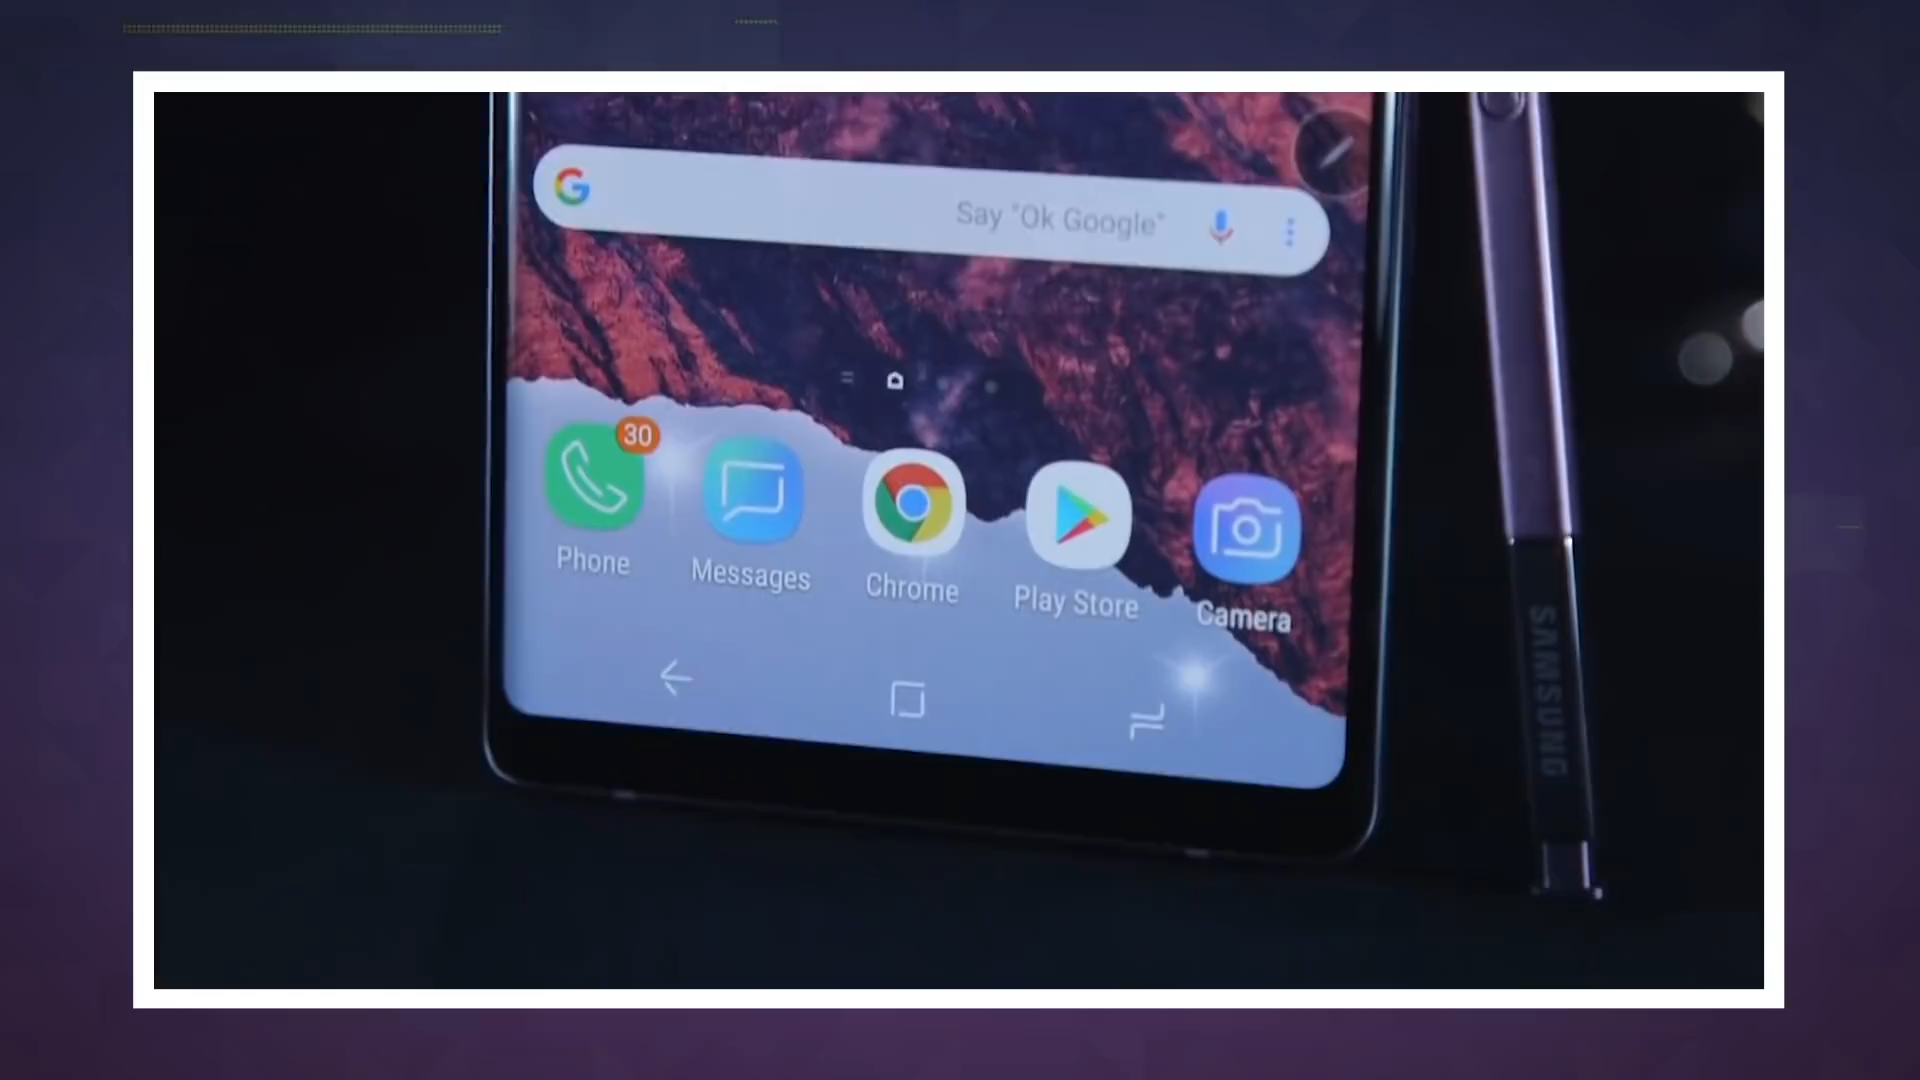 G
Say "Ok Google"
30
Phone
Messages
Chrome
Play Store
Camera
SAMSUNG